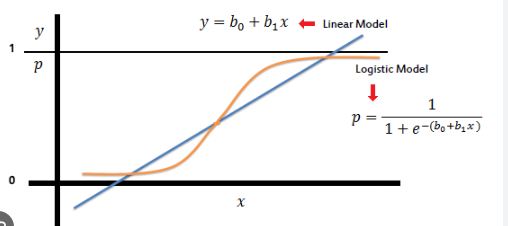 y
y = b₀ + b₁x
Linear Model
1
p
Logistic Model
p = 1 / (1 + e^−(b₀+b₁x))
0
x